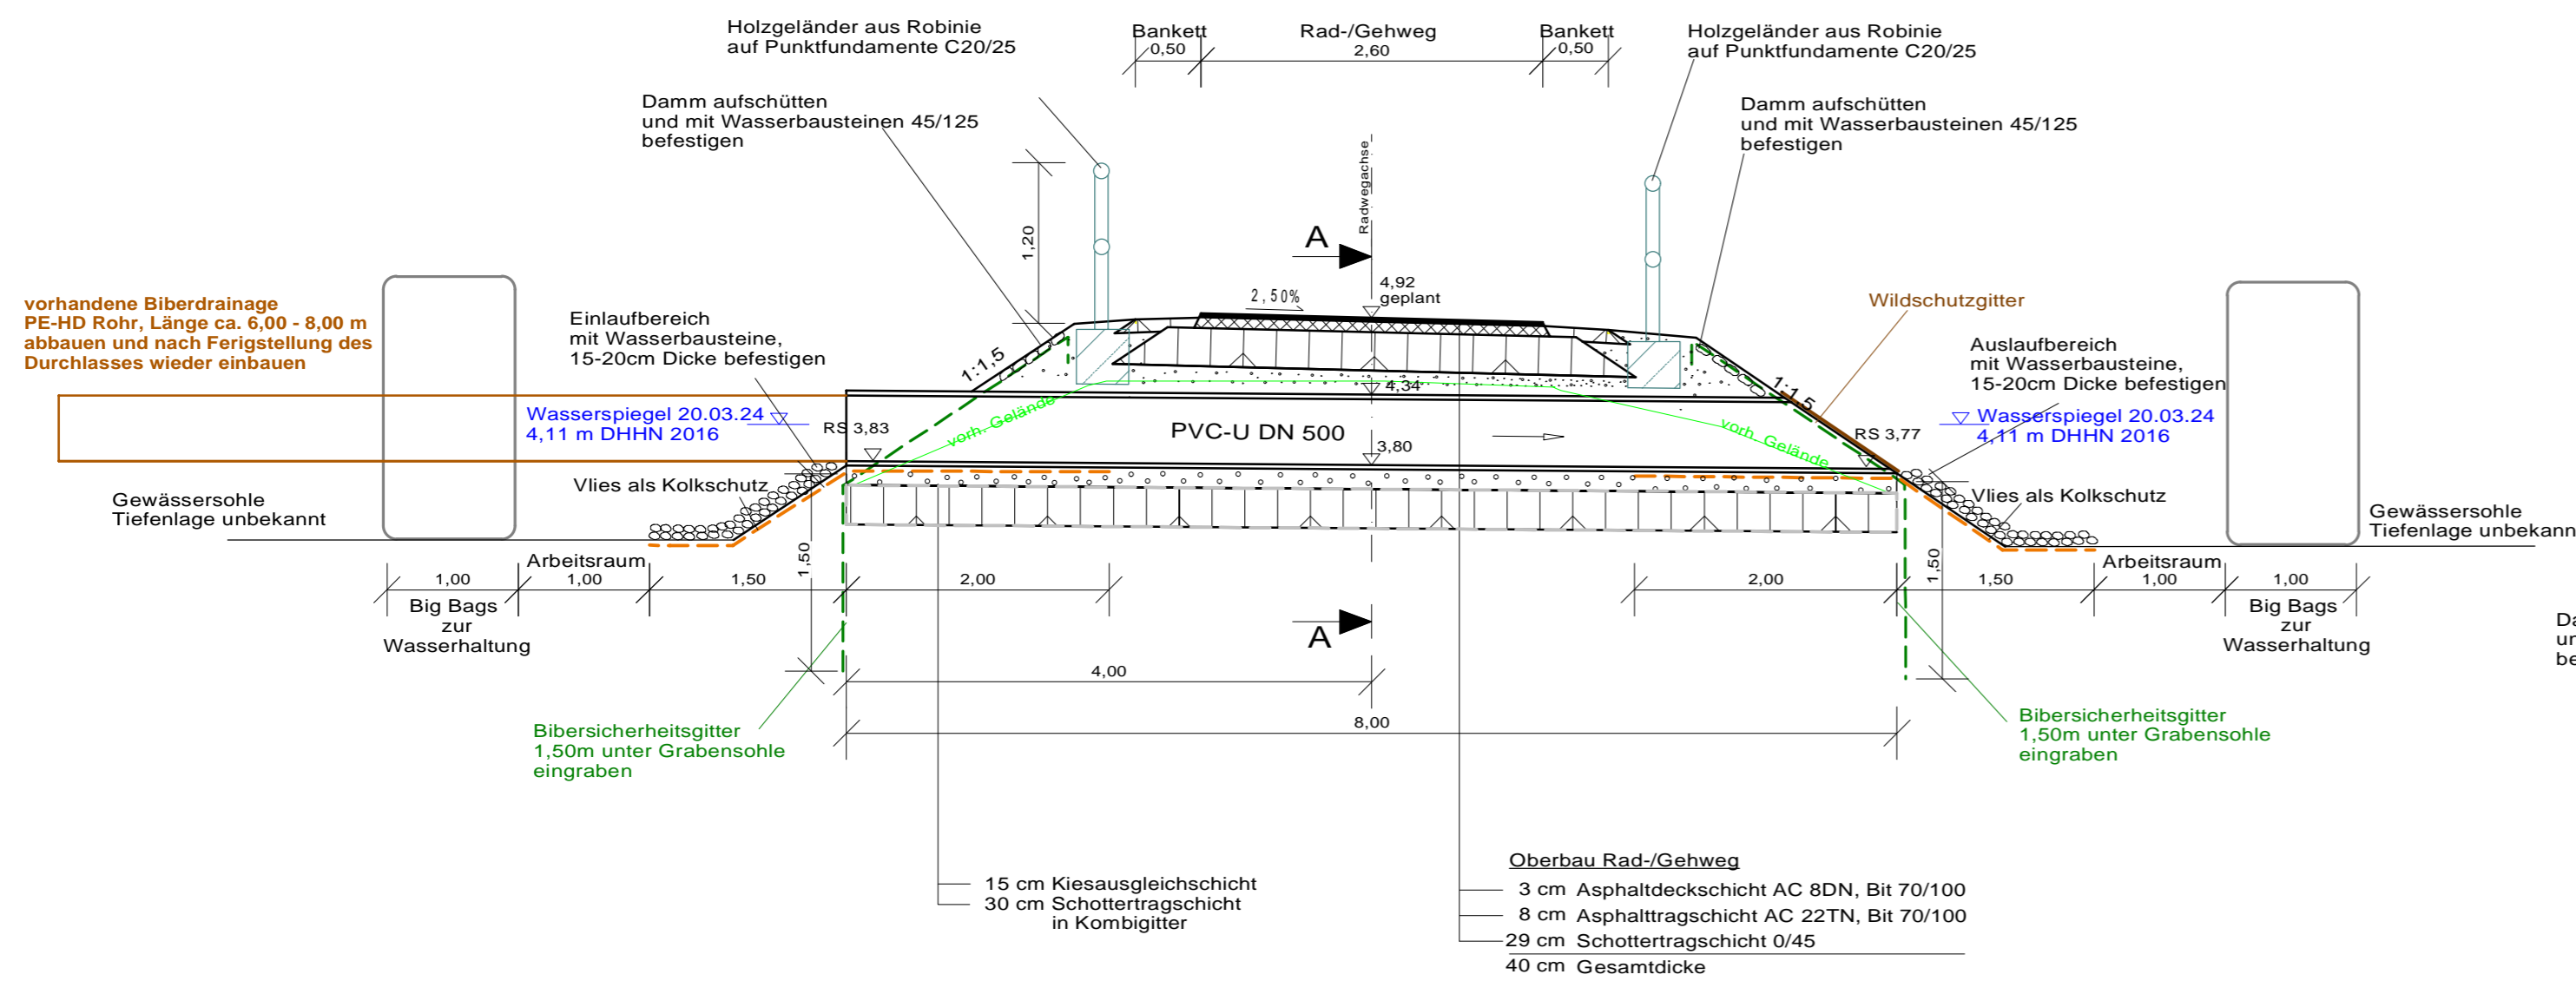 Holzgeländer aus Robinie
auf Punktfundamente C20/25
Bankett
0,50
Rad-/Gehweg
2,60
Bankett
0,50
Holzgeländer aus Robinie
auf Punktfundamente C20/25
Damm aufschütten
und mit Wasserbausteinen 45/125
befestigen
Damm aufschütten
und mit Wasserbausteinen 45/125
befestigen
Radwegachse
1,20
A
4,92
geplant
2,50%
Wildschutzgitter
vorhandene Biberdrainage
PE-HD Rohr, Länge ca. 6,00 - 8,00 m
abbauen und nach Ferigstellung des
Durchlasses wieder einbauen
Einlaufbereich
mit Wasserbausteine,
15-20cm Dicke befestigen
1:1,5
Auslaufbereich
mit Wasserbausteine,
15-20cm Dicke befestigen
1:1,5
4,34
Wasserspiegel 20.03.24
4,11 m DHHN 2016
RS 3,83
vorh. Gelände
PVC-U DN 500
3,80
vorh. Gelände
RS 3,77
Wasserspiegel 20.03.24
4,11 m DHHN 2016
Gewässersohle
Tiefenlage unbekannt
Vlies als Kolkschutz
Vlies als Kolkschutz
Gewässersohle
Tiefenlage unbekann
Arbeitsraum
1,50
1,50
Arbeitsraum
1,00
1,00
1,50
2,00
2,00
1,50
1,00
1,00
Big Bags
zur
Wasserhaltung
A
Big Bags
zur
Wasserhaltung
Da
un
be
4,00
8,00
Bibersicherheitsgitter
1,50m unter Grabensohle
eingraben
Bibersicherheitsgitter
1,50m unter Grabensohle
eingraben
15 cm Kiesausgleichschicht
30 cm Schottertragschicht
in Kombigitter
Oberbau Rad-/Gehweg
3 cm Asphaltdeckschicht AC 8DN, Bit 70/100
8 cm Asphalttragschicht AC 22TN, Bit 70/100
29 cm Schottertragschicht 0/45
40 cm Gesamtdicke